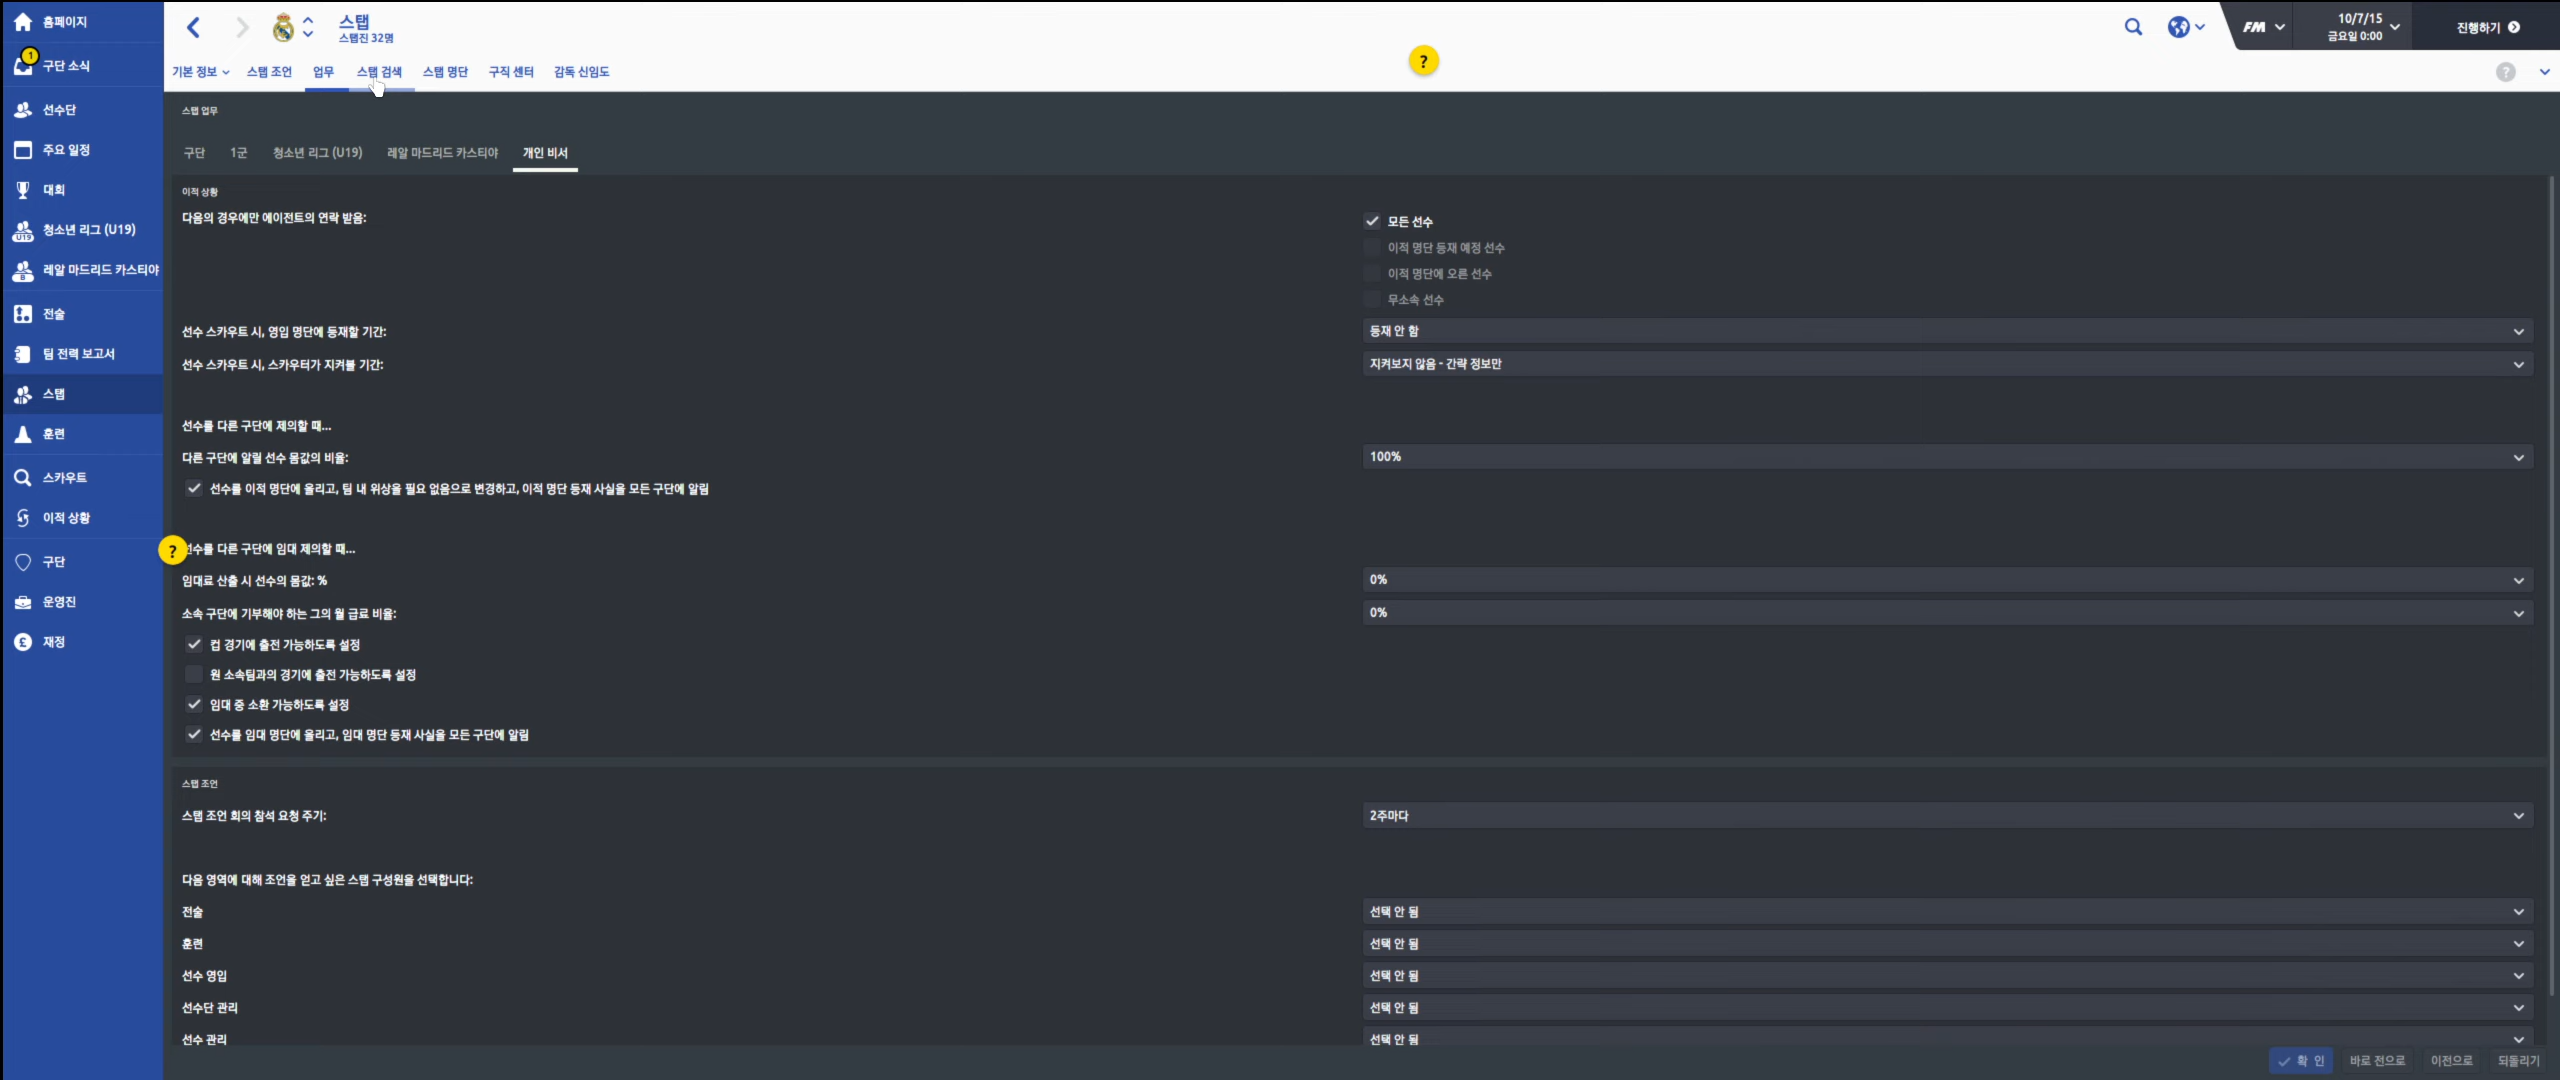 홈페이지
1
구단 소식
선수단
주요 일정
대회
U19
청소년 리그 (U19)
B
레알 마드리드 카스티야
전술
팀 전력 보고서
스탭
훈련
스카우트
이적 상황
구단
운영진
재정
스탭
스탭진 32명
FM
10/7/15
금요일 0:00
진행하기
기본 정보
스탭 조언
업무
스탭 검색
스탭 명단
구직 센터
감독 신임도
?
?
스탭 업무
구단
1군
청소년 리그 (U19)
레알 마드리드 카스티야
개인 비서
이적 상황
다음의 경우에만 에이전트의 연락 받음:
모든 선수
이적 명단 등재 예정 선수
이적 명단에 오른 선수
무소속 선수
선수 스카우트 시, 영입 명단에 등재할 기간:
등재 안 함
선수 스카우트 시, 스카우터가 지켜볼 기간:
지켜보지 않음 - 간략 정보만
선수를 다른 구단에 제의할 때...
다른 구단에 알릴 선수 몸값의 비율:
100%
선수를 이적 명단에 올리고, 팀 내 위상을 필요 없음으로 변경하고, 이적 명단 등재 사실을 모든 구단에 알림
?
선수를 다른 구단에 임대 제의할 때...
임대료 산출 시 선수의 몸값: %
0%
소속 구단에 기부해야 하는 그의 월 급료 비율:
0%
컵 경기에 출전 가능하도록 설정
원 소속팀과의 경기에 출전 가능하도록 설정
임대 중 소환 가능하도록 설정
선수를 임대 명단에 올리고, 임대 명단 등재 사실을 모든 구단에 알림
스탭 조언
스탭 조언 회의 참석 요청 주기:
2주마다
다음 영역에 대해 조언을 얻고 싶은 스탭 구성원을 선택합니다:
전술
선택 안 됨
훈련
선택 안 됨
선수 영입
선택 안 됨
선수단 관리
선택 안 됨
선수 관리
선택 안 됨
확 인
바로 전으로
이전으로
되돌리기